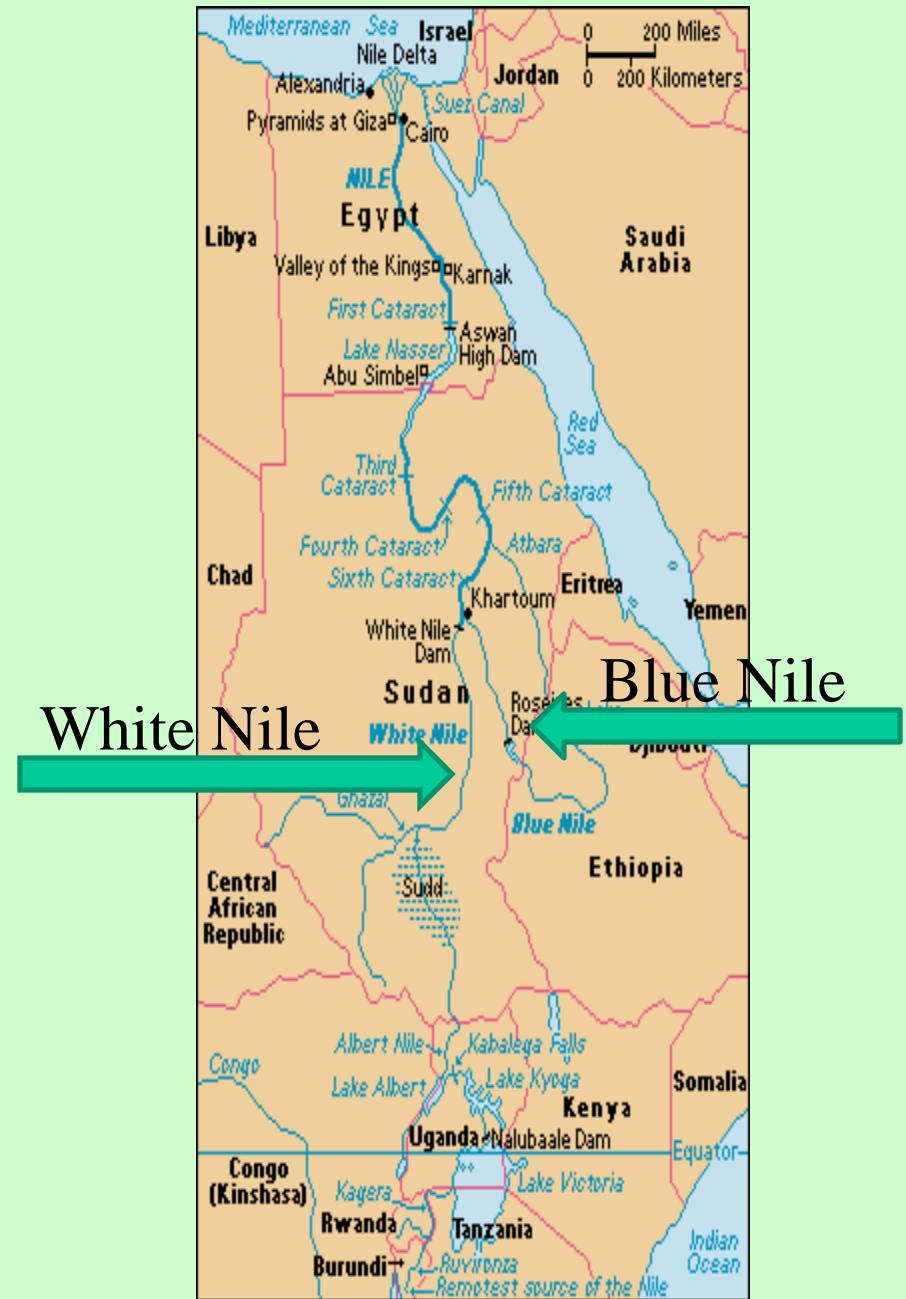 Mediterranean Sea
Israel
0 200 Miles
0 200 Kilometers
Nile Delta
Jordan
Alexandria
Suez Canal
Pyramids at Giza
Cairo
NILE
Egypt
Libya
Saudi
Arabia
Valley of the Kings
Karnak
First Cataract
Aswan
High Dam
Lake Nasser
Abu Simbel
Red
Sea
Third
Cataract
Fifth Cataract
Fourth Cataract
Atbara
Sixth Cataract
Chad
Eritrea
Khartoum
Yemen
White Nile
Dam
Sudan
Blue Nile
White Nile
White Nile
Djibouti
Ghazal
Blue Nile
Ethiopia
Sudd
Central
African
Republic
Albert Nile
Kabalega Falls
Congo
Lake Albert
Lake Kyoga
Somalia
Kenya
Uganda
Nalubaale Dam
Equator
Congo
(Kinshasa)
Kagera
Lake Victoria
Rwanda
Tanzania
Indian
Ocean
Burundi
Ruvironza
Remotest source of the Nile